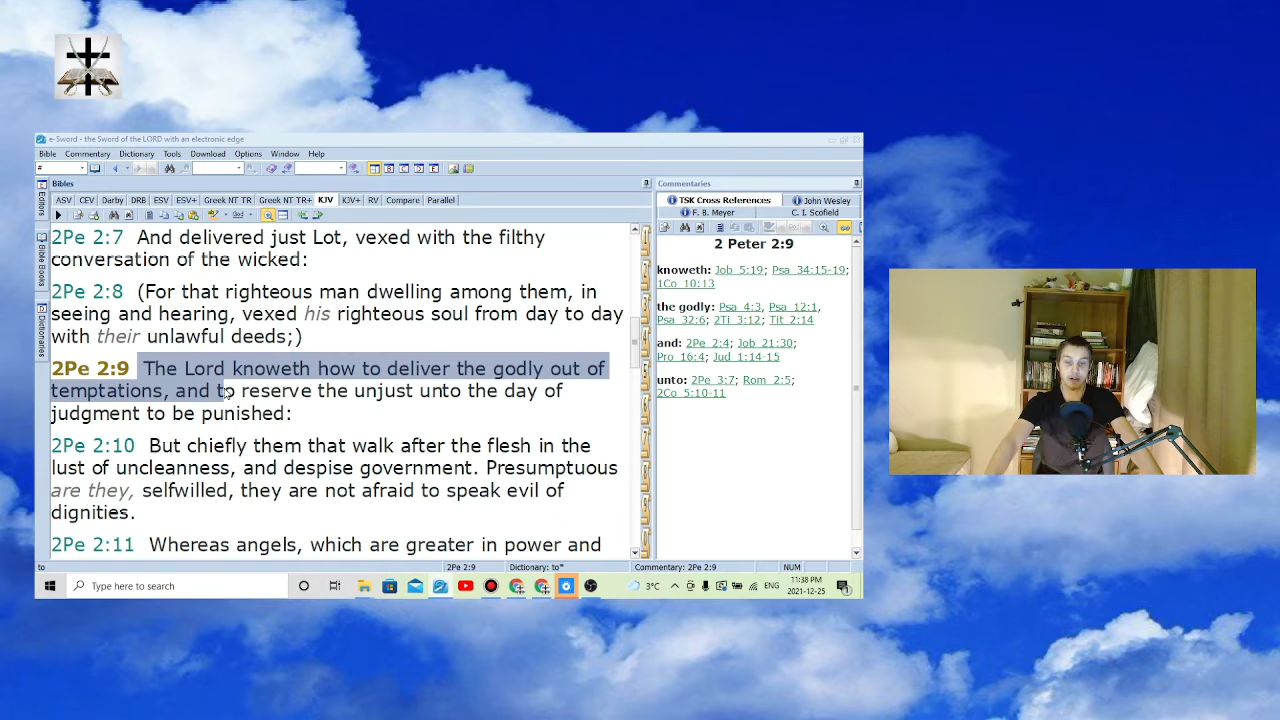 e-Sword - the Sword of the LORD with an electronic edge
Bible Commentary Dictionary Tools Download Options Window Help
#
B C D E
Bibles
ASV CEV Darby DRB ESV ESV+ Greek NT TR Greek NT TR+ KJV KJV+ RV Compare Parallel
Editors
Bible Books
Dictionaries
2Pe 2:7 And delivered just Lot, vexed with the filthy
conversation of the wicked:
2Pe 2:8 (For that righteous man dwelling among them, in
seeing and hearing, vexed his righteous soul from day to day
with their unlawful deeds;)
2Pe 2:9 The Lord knoweth how to deliver the godly out of
temptations, and to reserve the unjust unto the day of
judgment to be punished:
2Pe 2:10 But chiefly them that walk after the flesh in the
lust of uncleanness, and despise government. Presumptuous
are they, selfwilled, they are not afraid to speak evil of
dignities.
2Pe 2:11 Whereas angels, which are greater in power and
Commentaries
TSK Cross References John Wesley
F. B. Meyer C. I. Scofield
2 Peter 2:9
knoweth: Job 5:19; Psa 34:15-19;
1Co 10:13
the godly: Psa 4:3, Psa 12:1,
Psa 32:6; 2Ti 3:12; Tit 2:14
and: 2Pe 2:4; Job 21:30;
Pro 16:4; Jud 1:14-15
unto: 2Pe 3:7; Rom 2:5;
2Co 5:10-11
to 2Pe 2:9 Dictionary: to* Commentary: 2Pe 2:9 NUM
Type here to search
3°C ENG 11:38 PM
2021-12-25